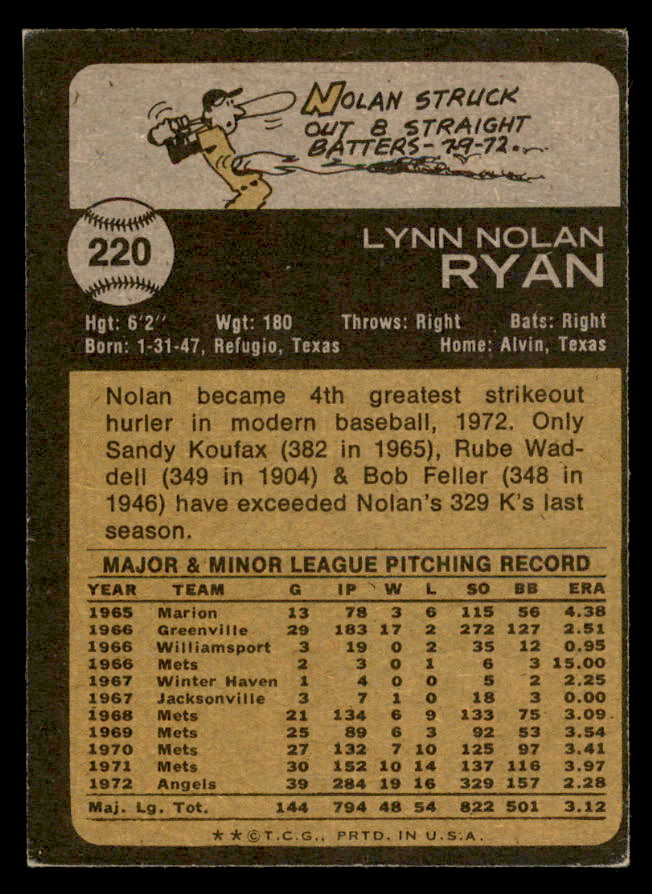 NOLAN STRUCK
OUT 8 STRAIGHT
BATTERS-7-9-72...
220
LYNN NOLAN
RYAN
Hgt: 6'2" Wgt: 180 Throws: Right Bats: Right
Born: 1-31-47, Refugio, Texas Home: Alvin, Texas
Nolan became 4th greatest strikeout
hurler in modern baseball, 1972. Only
Sandy Koufax (382 in 1965), Rube Wad-
dell (349 in 1904) & Bob Feller (348 in
1946) have exceeded Nolan's 329 K's last
season.
MAJOR & MINOR LEAGUE PITCHING RECORD
YEAR TEAM G IP W L SO BB ERA
1965 Marion 13 78 3 6 115 56 4.38
1966 Greenville 29 183 17 2 272 127 2.51
1966 Williamsport 3 19 0 2 35 12 0.95
1966 Mets 2 3 0 1 6 3 15.00
1967 Winter Haven 1 4 0 0 5 2 2.25
1967 Jacksonville 3 7 1 0 18 3 0.00
1968 Mets 21 134 6 9 133 75 3.09
1969 Mets 25 89 6 3 92 53 3.54
1970 Mets 27 132 7 10 125 97 3.41
1971 Mets 30 152 10 14 137 116 3.97
1972 Angels 39 284 19 16 329 157 2.28
Maj. Lg. Tot. 144 794 48 54 822 501 3.12
★★©T.C.G., PRTD. IN U.S.A.